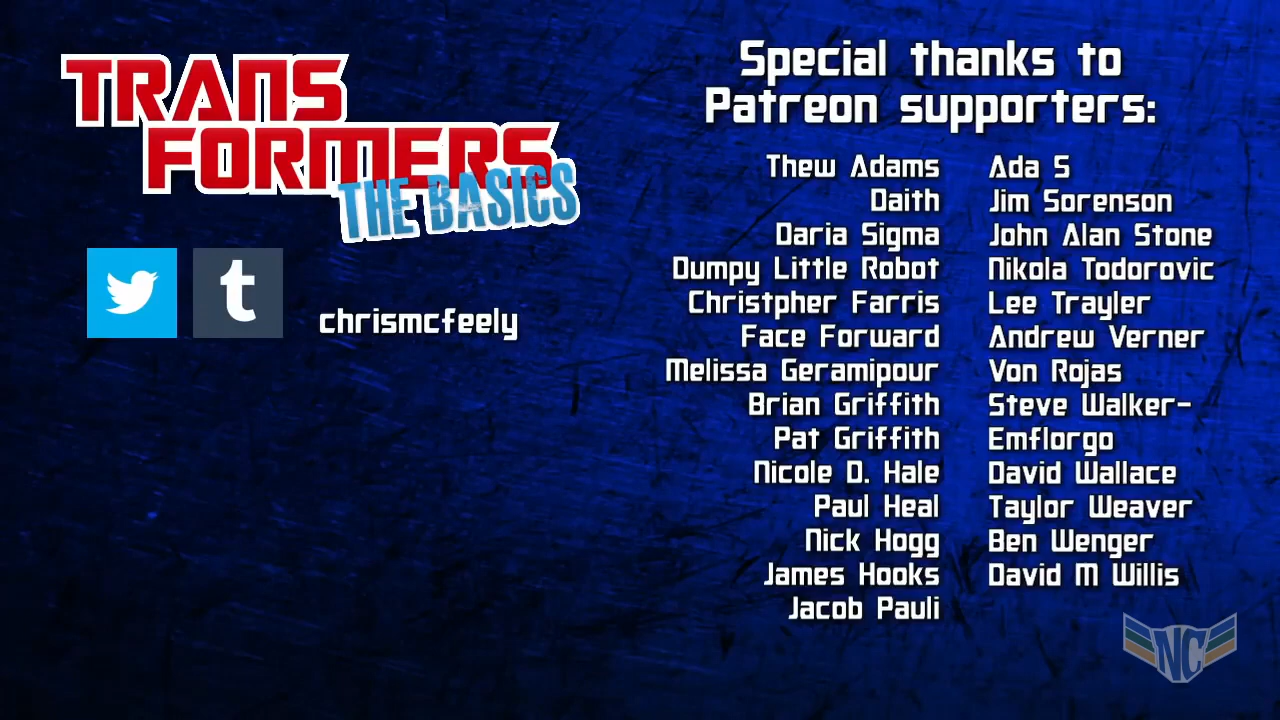 TRANS
FORMERS
THE BASICS
chrismcfeely
Special thanks to
Patreon supporters:
Thew Adams
Daith
Daria Sigma
Dumpy Little Robot
Christpher Farris
Face Forward
Melissa Geramipour
Brian Griffith
Pat Griffith
Nicole D. Hale
Paul Heal
Nick Hogg
James Hooks
Jacob Pauli
Ada S
Jim Sorenson
John Alan Stone
Nikola Todorovic
Lee Trayler
Andrew Verner
Von Rojas
Steve Walker-
Emflorgo
David Wallace
Taylor Weaver
Ben Wenger
David M Willis
NC